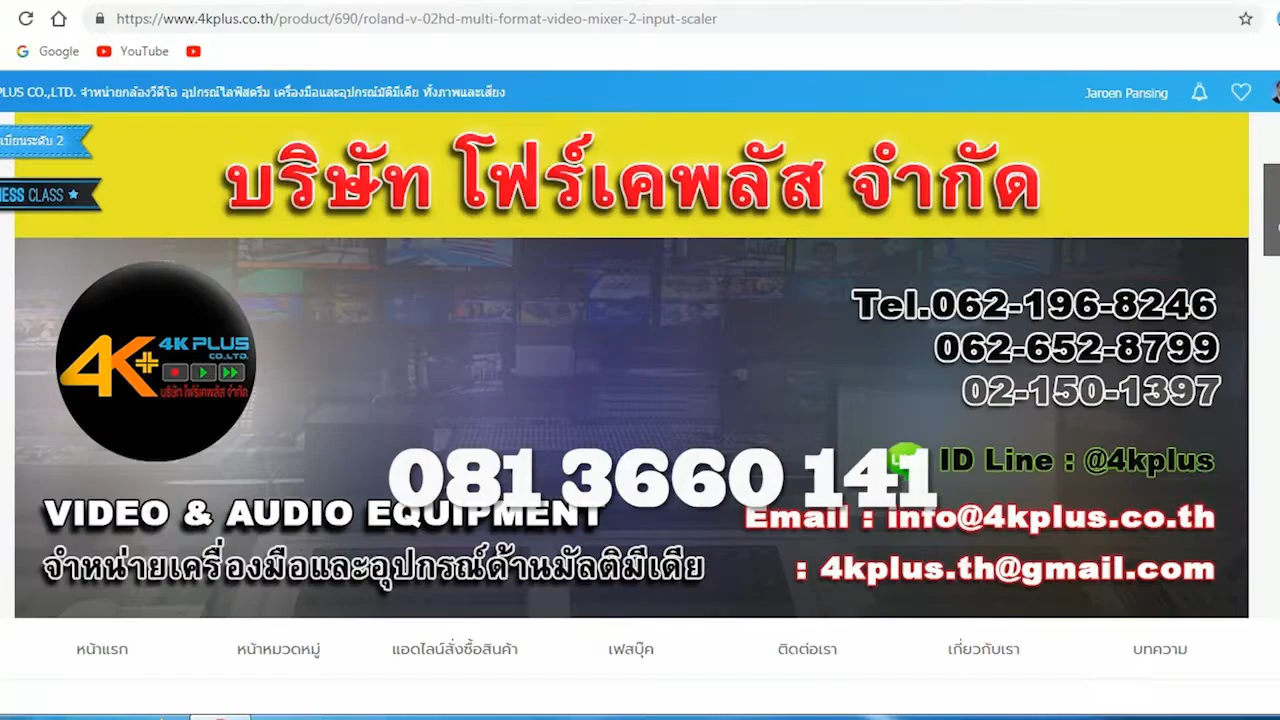 https://www.4kplus.co.th/product/690/roland-v-02hd-multi-format-video-mixer-2-input-scaler
Google YouTube
PLUS CO.,LTD. จำหน่ายกล้องวีดีโอ อุปกรณ์ไลฟ์สตรีม เครื่องมือและอุปกรณ์มัติมีเดีย ทั้งภาพและเสียง
Jaroen Pansing
เบียนระดับ 2
บริษัท โฟร์เคพลัส จำกัด
NESS CLASS
4K+
4K PLUS
CO.,LTD.
บริษัท โฟร์เคพลัส จำกัด
Tel.062-196-8246
062-652-8799
02-150-1397
ID Line : @4kplus
081 3660 141
VIDEO & AUDIO EQUIPMENT
Email : info@4kplus.co.th
จำหน่ายเครื่องมือและอุปกรณ์ด้านมัลติมีเดีย
: 4kplus.th@gmail.com
หน้าแรก หน้าหมวดหมู่ แอดไลน์สั่งซื้อสินค้า เฟสบุ๊ค ติดต่อเรา เกี่ยวกับเรา บทความ